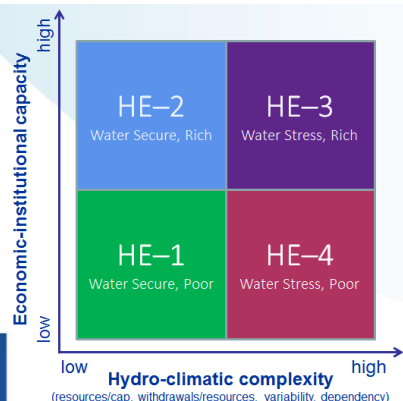 high
Economic-institutional capacity
low
HE–2
Water Secure, Rich
HE–3
Water Stress, Rich
HE–1
Water Secure, Poor
HE–4
Water Stress, Poor
low
high
Hydro-climatic complexity
(resources/cap, withdrawals/resources, variability, dependency)